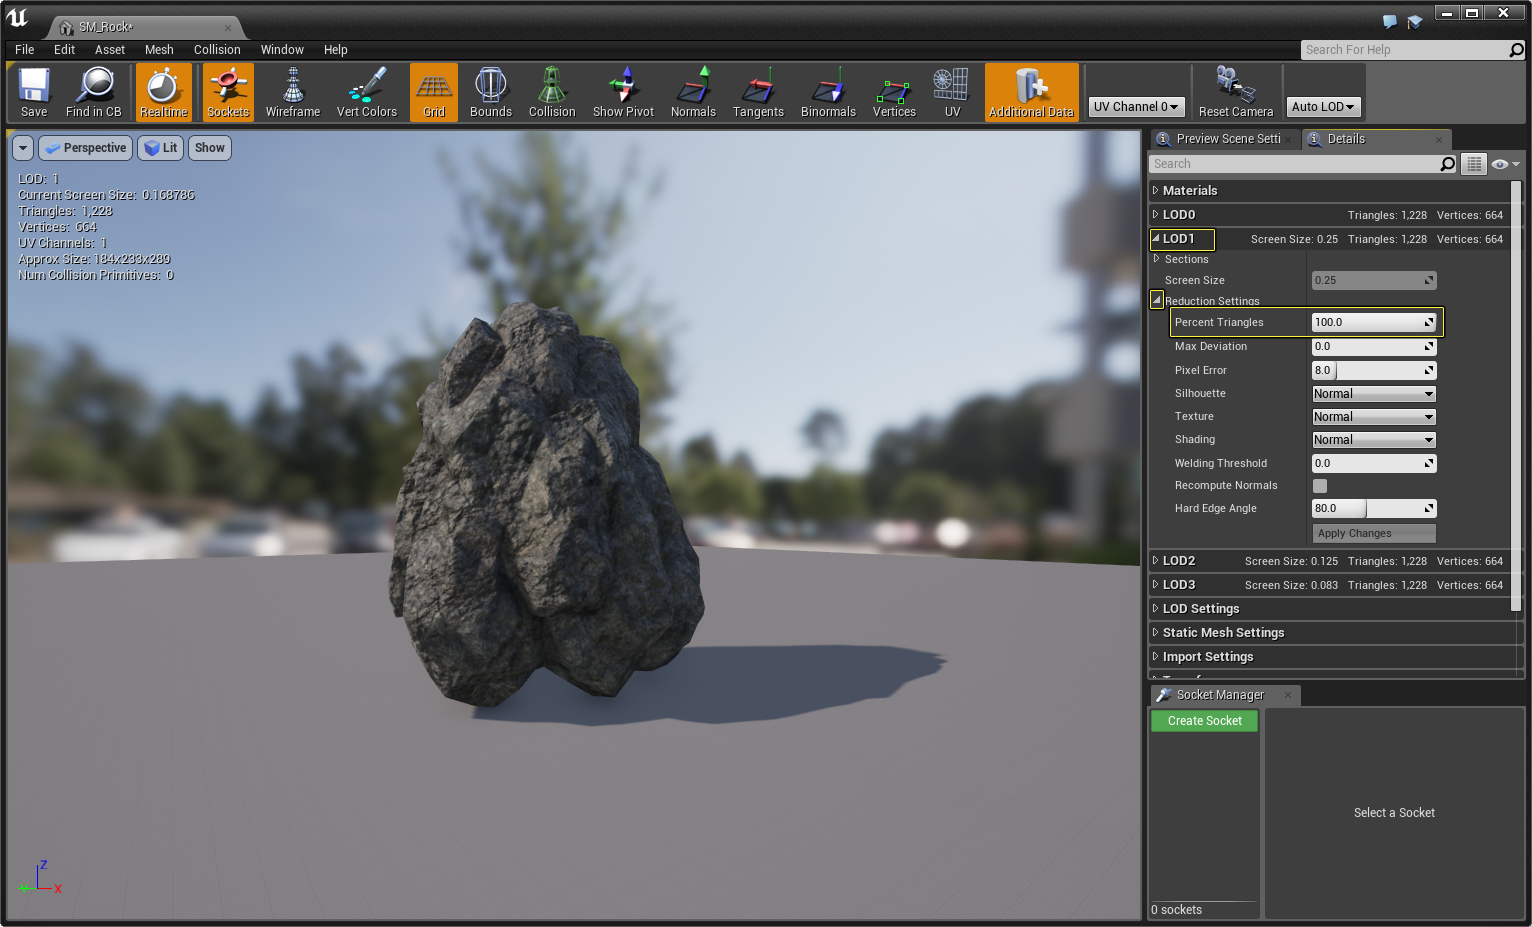 SM_Rock*
File Edit Asset Mesh Collision Window Help
Search For Help
Save Find in CB Realtime Sockets Wireframe Vert Colors Grid Bounds Collision Show Pivot Normals Tangents Binormals Vertices UV Additional Data UV Channel 0 Reset Camera Auto LOD
Perspective Lit Show
LOD: 1
Current Screen Size: 0.168786
Triangles: 1,228
Vertices: 664
UV Channels: 1
Approx Size: 184x233x289
Num Collision Primitives: 0
Z
Y X
Preview Scene Setti Details
Search
Materials
LOD0 Triangles: 1,228 Vertices: 664
LOD1 Screen Size: 0.25 Triangles: 1,228 Vertices: 664
Sections
Screen Size 0.25
Reduction Settings
Percent Triangles 100.0
Max Deviation 0.0
Pixel Error 8.0
Silhouette Normal
Texture Normal
Shading Normal
Welding Threshold 0.0
Recompute Normals
Hard Edge Angle 80.0
Apply Changes
LOD2 Screen Size: 0.125 Triangles: 1,228 Vertices: 664
LOD3 Screen Size: 0.083 Triangles: 1,228 Vertices: 664
LOD Settings
Static Mesh Settings
Import Settings
Socket Manager
Create Socket
Select a Socket
0 sockets